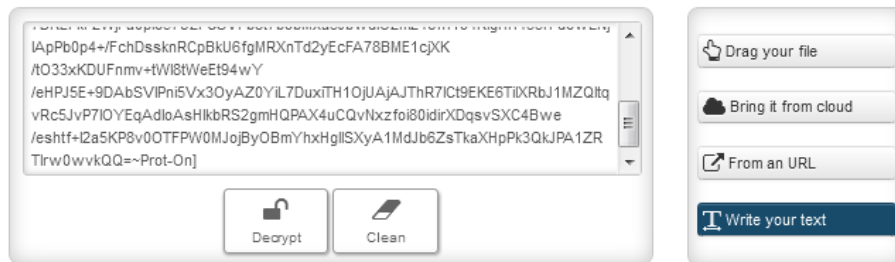 IApPb0p4+/FchDssknRCpBkU6fgMRXnTd2yEcFA78BME1cjXK
/tO33xKDUFnmv+tWl8tWeEt94wY
/eHPJ5E+9DAbSVlPni5Vx3OyAZ0YiL7DuxiTH1OjUAjAJThR7lCt9EKE6TilXRbJ1MZQltq
vRc5JvP7lOYEqAdloAsHlkbRS2gmHQPAX4uCQvNxzfoi80idirXDqsvSXC4Bwe
/eshtf+l2a5KP8v0OTFPW0MJojByOBmYhxHgllSXyA1MdJb6ZsTkaXHpPk3QkJPA1ZR
Tlrw0wvkQQ=~Prot-On]
Decrypt
Clean
Drag your file
Bring it from cloud
From an URL
Write your text